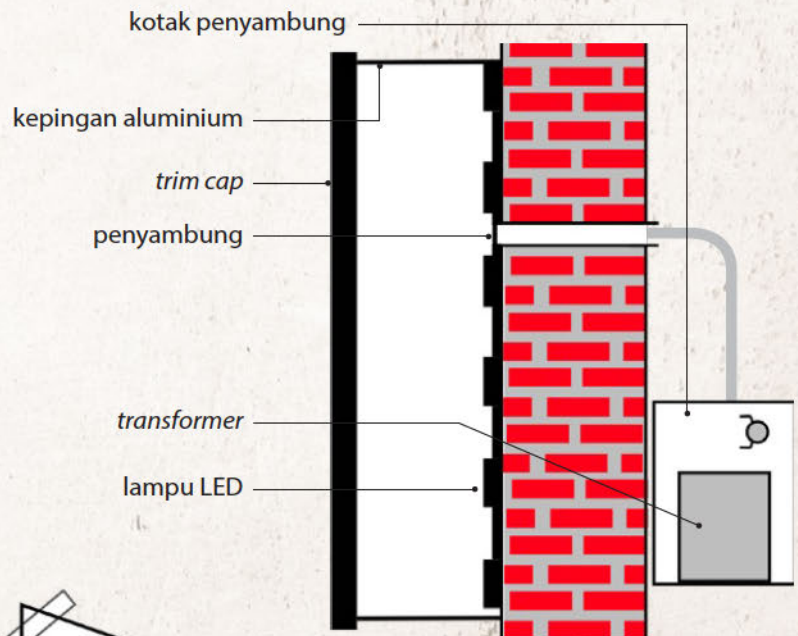 kotak penyambung
kepingan aluminium
trim cap
penyambung
transformer
lampu LED